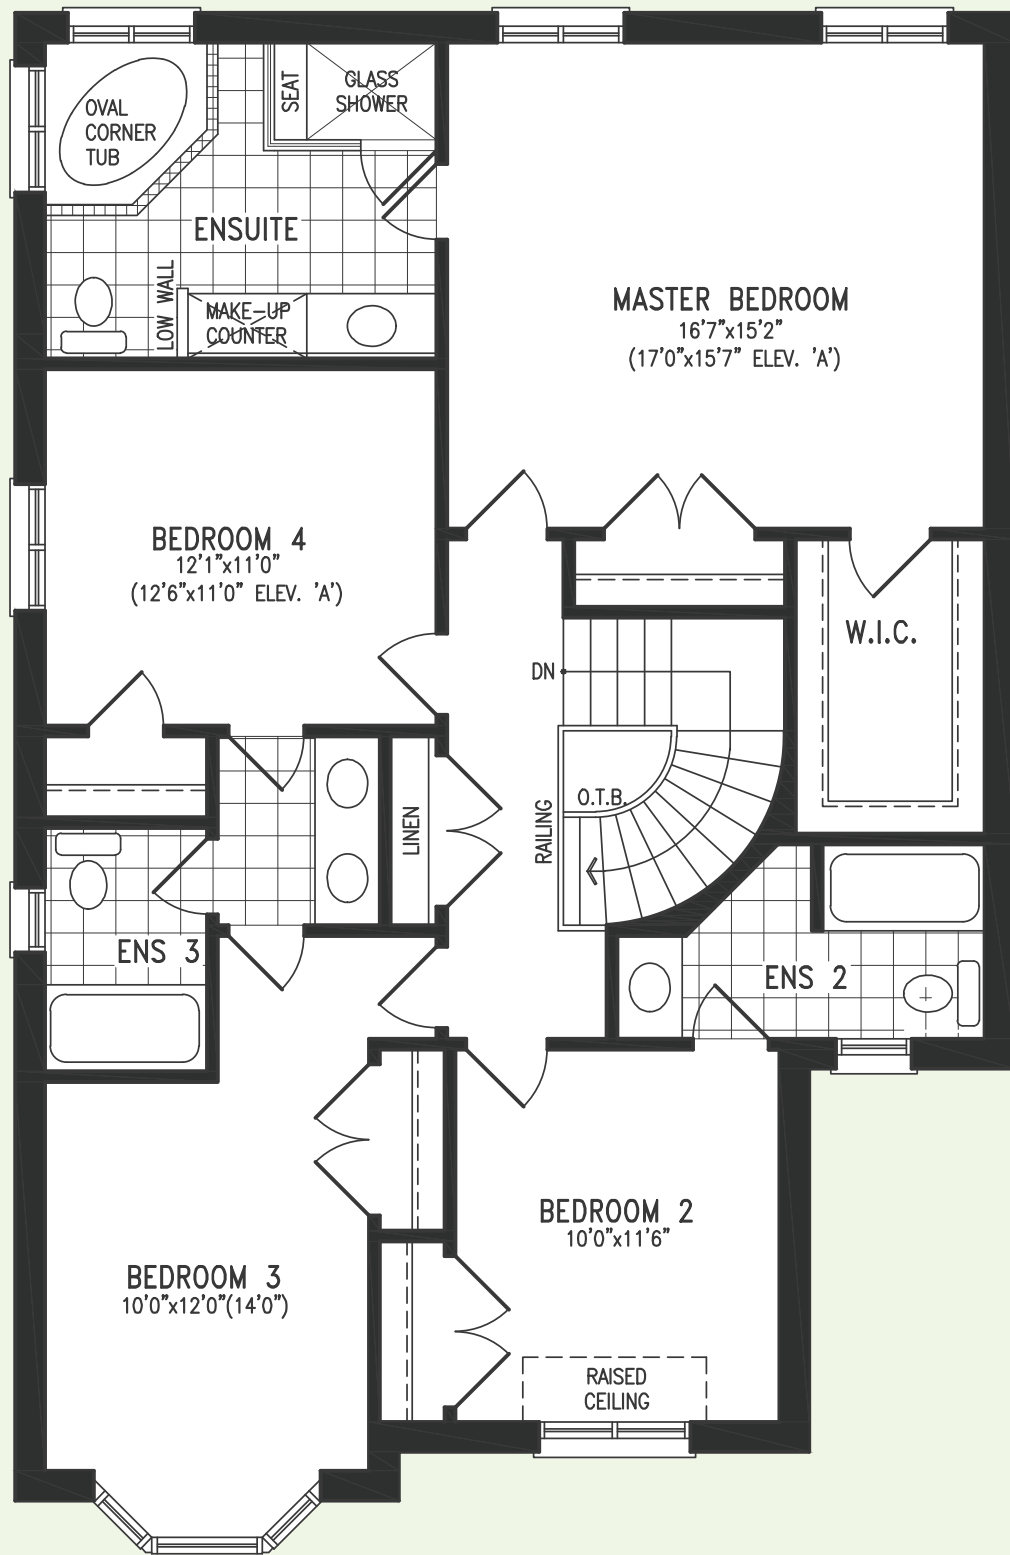 OVAL
CORNER
TUB
SEAT
GLASS
SHOWER
ENSUITE
LOW WALL
MAKE-UP
COUNTER
MASTER BEDROOM
16'7"x15'2"
(17'0"x15'7" ELEV. 'A')
BEDROOM 4
12'1"x11'0"
(12'6"x11'0" ELEV. 'A')
W.I.C.
DN
O.T.B.
RAILING
LINEN
ENS 3
ENS 2
BEDROOM 2
10'0"x11'6"
BEDROOM 3
10'0"x12'0"(14'0")
RAISED
CEILING